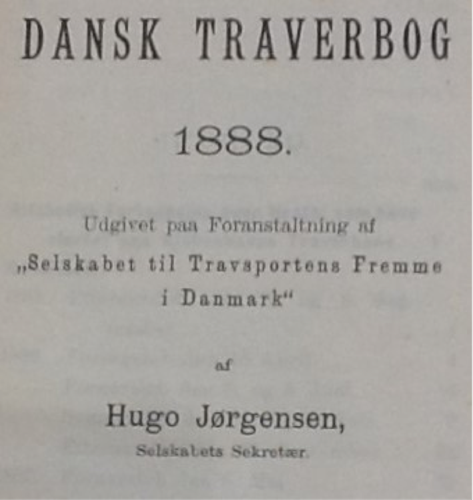 DANSK TRAVERBOG
1888.
Udgivet paa Foranstaltning af
„Selskabet til Travsportens Fremme
i Danmark“
af
Hugo Jørgensen,
Selskabets Sekretær.